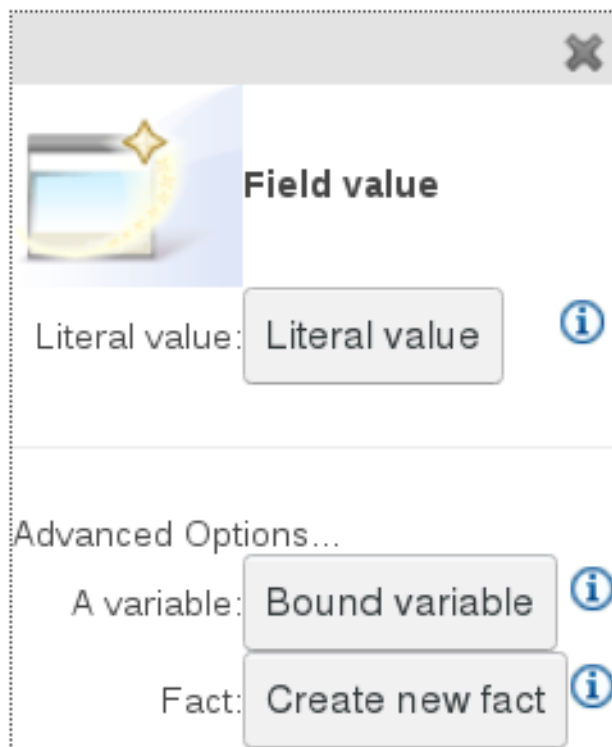 Field value
Literal value: Literal value
Advanced Options...
A variable: Bound variable
Fact: Create new fact